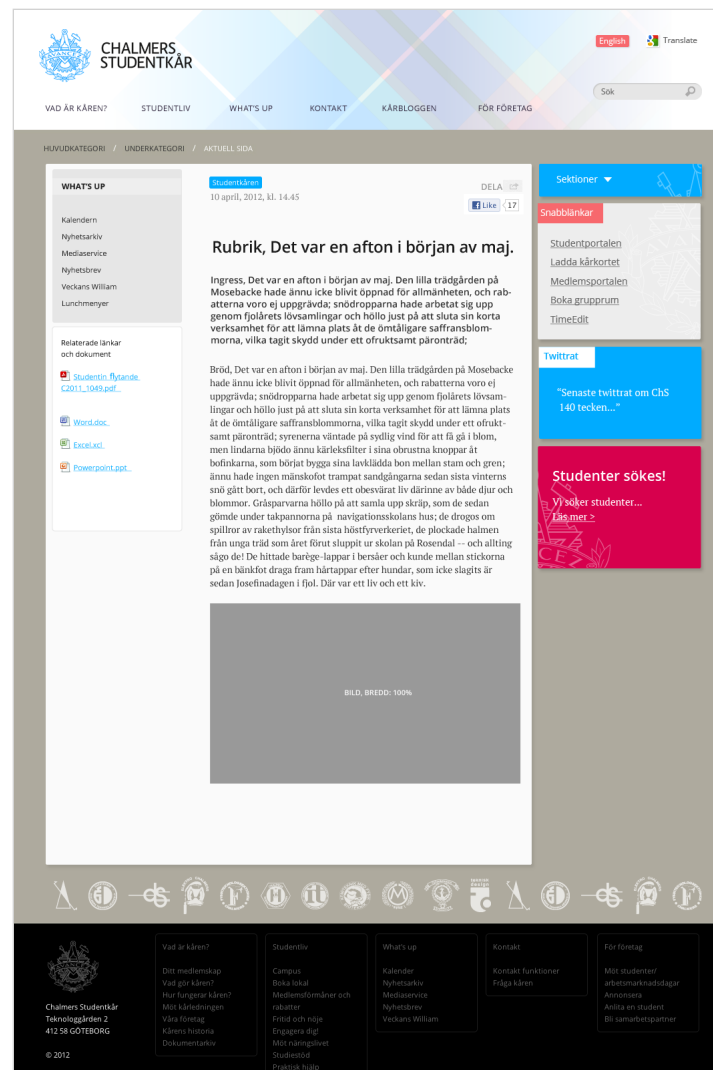 CHALMERS
STUDENTKÅR
English
Translate
Sök
VAD ÄR KÅREN?
STUDENTLIV
WHAT'S UP
KONTAKT
KÅRBLOGGEN
FÖR FÖRETAG
HUVUDKATEGORI / UNDERKATEGORI / AKTUELL SIDA
WHAT'S UP
Kalendern
Nyhetsarkiv
Mediaservice
Nyhetsbrev
Veckans William
Lunchmenyer
Relaterade länkar
och dokument
Studentin flytande
C2011_1049.pdf
Word.doc
Excel.xcl
Powerpoint.ppt
Studentkåren
10 april, 2012, kl. 14.45
DELA
Like 17
Rubrik, Det var en afton i början av maj.
Ingress, Det var en afton i början av maj. Den lilla trädgården på
Mosebacke hade ännu icke blivit öppnad för allmänheten, och rab-
atterna voro ej uppgrävda; snödropparna hade arbetat sig upp
genom fjolårets lövsamlingar och höllo just på att sluta sin korta
verksamhet för att lämna plats åt de ömtåligare saffransblom-
morna, vilka tagit skydd under ett ofruktsamt päronträd;
Bröd, Det var en afton i början av maj. Den lilla trädgården på Mosebacke
hade ännu icke blivit öppnad för allmänheten, och rabatterna voro ej
uppgrävda; snödropparna hade arbetat sig upp genom fjolårets lövsam-
lingar och höllo just på att sluta sin korta verksamhet för att lämna plats
åt de ömtåligare saffransblommorna, vilka tagit skydd under ett ofrukt-
samt päronträd; syrenerna väntade på sydlig vind för att få gå i blom,
men lindarna bjödo ännu kärleksfilter i sina obrustna knoppar åt
bofinkarna, som börjat bygga sina lavklädda bon mellan stam och gren;
ännu hade ingen mänskofot trampat sandgångarna sedan sista vinterns
snö gått bort, och därför levdes ett obesvärat liv därinne av både djur och
blommor. Gråsparvarna höllo på att samla upp skräp, som de sedan
gömde under takpannorna på navigationsskolans hus; de drogos om
spillror av rakethylsor från sista höstfyrverkeriet, de plockade halmen
från unga träd som året förut sluppit ur skolan på Rosendal -- och allting
sågo de! De hittade barège-lappar i bersåer och kunde mellan stickorna
på en bänkfot draga fram hårtappar efter hundar, som icke slagits där
sedan Josefinadagen i fjol. Där var ett liv och ett kiv.
BILD, BREDD: 100%
Sektioner
Snabblänkar
Studentportalen
Ladda kårkortet
Medlemsportalen
Boka grupprum
TimeEdit
Twittrat
"Senaste twittrat om ChS
140 tecken..."
Studenter sökes!
Vi söker studenter...
Läs mer >
Chalmers Studentkår
Teknologgården 2
412 58 GÖTEBORG
© 2012
Vad är kåren?
Ditt medlemskap
Vad gör kåren?
Hur fungerar kåren?
Möt kårledningen
Våra företag
Kårens historia
Dokumentarkiv
Studentliv
Campus
Boka lokal
Medlemsförmåner och
rabatter
Fritid och nöje
Engagera dig!
Möt näringslivet
Studiestöd
Praktisk hjälp
What's up
Kalender
Nyhetsarkiv
Mediaservice
Nyhetsbrev
Veckans William
Kontakt
Kontakt funktioner
Fråga kåren
För företag
Möt studenter/
arbetsmarknadsdagar
Annonsera
Anlita en student
Bli samarbetspartner